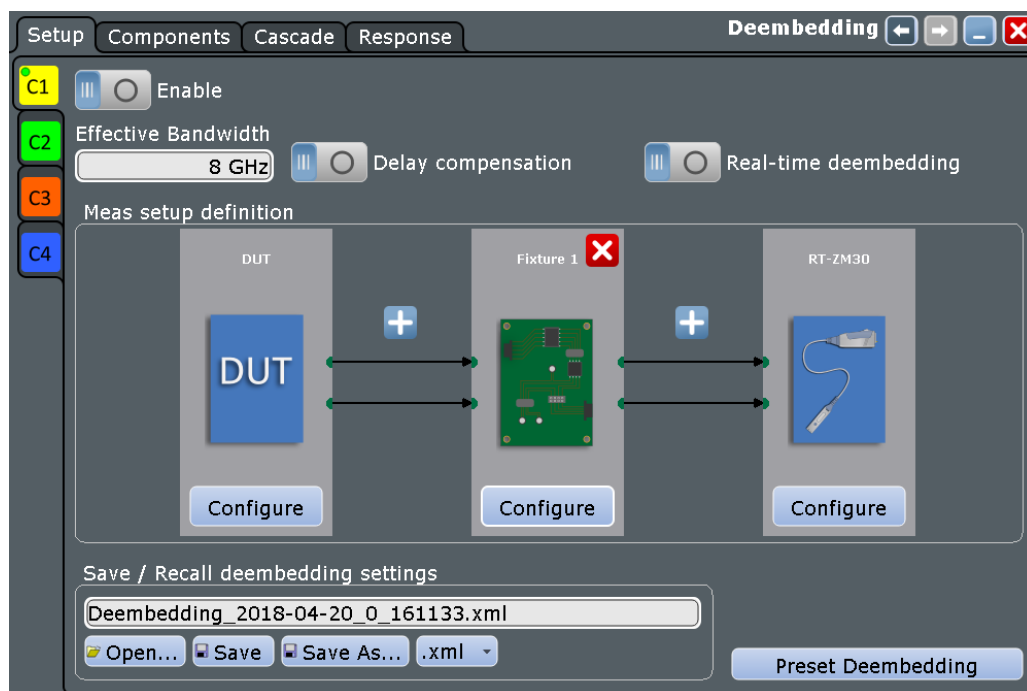 Setup Components Cascade Response Deembedding
C1 Enable
C2 Effective Bandwidth
8 GHz Delay compensation Real-time deembedding
C3 Meas setup definition
C4 DUT Fixture 1 RT-ZM30
DUT
Configure Configure Configure
Save / Recall deembedding settings
Deembedding_2018-04-20_0_161133.xml
Open... Save Save As... .xml
Preset Deembedding